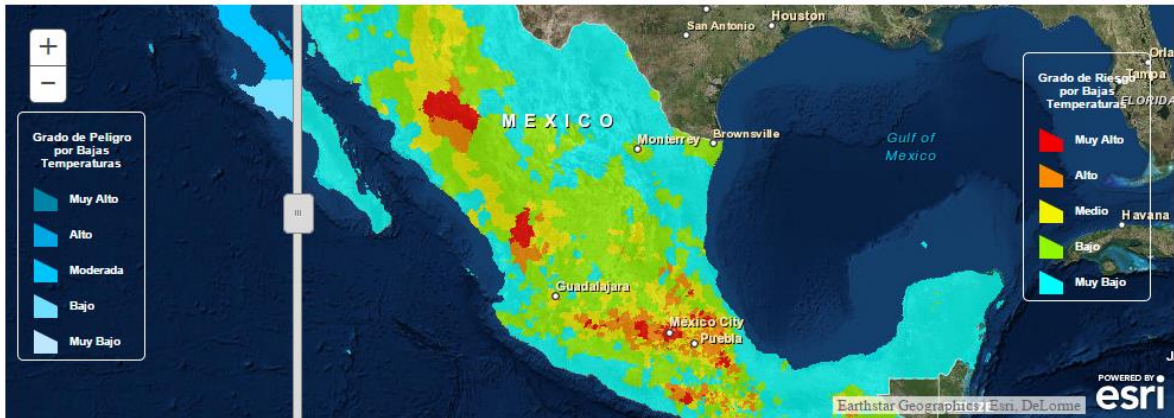 +
−
Grado de Peligro
por Bajas
Temperaturas
Muy Alto
Alto
Moderada
Bajo
Muy Bajo
San Antonio
Houston
MEXICO
Monterrey
Brownsville
Gulf of
Mexico
Guadalajara
Mexico City
Puebla
Orla
Tampa
FLORIDA
Havana
J
Grado de Riesgo
por Bajas
Temperaturas
Muy Alto
Alto
Medio
Bajo
Muy Bajo
Earthstar Geographics
Esri, DeLorme
POWERED BY
esri